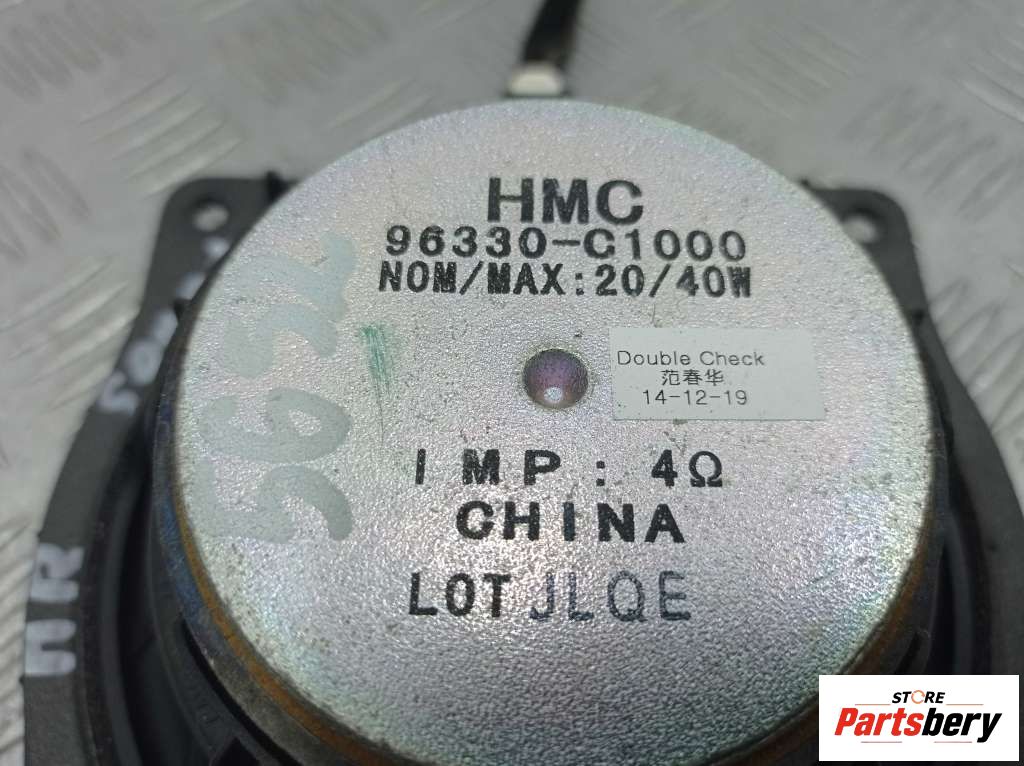 HMC
96330-C1000
NOM/MAX:20/40W
Double Check
范春华
14-12-19
IMP: 4Ω
CHINA
LOT JLQE
5652
STORE
Partsbery